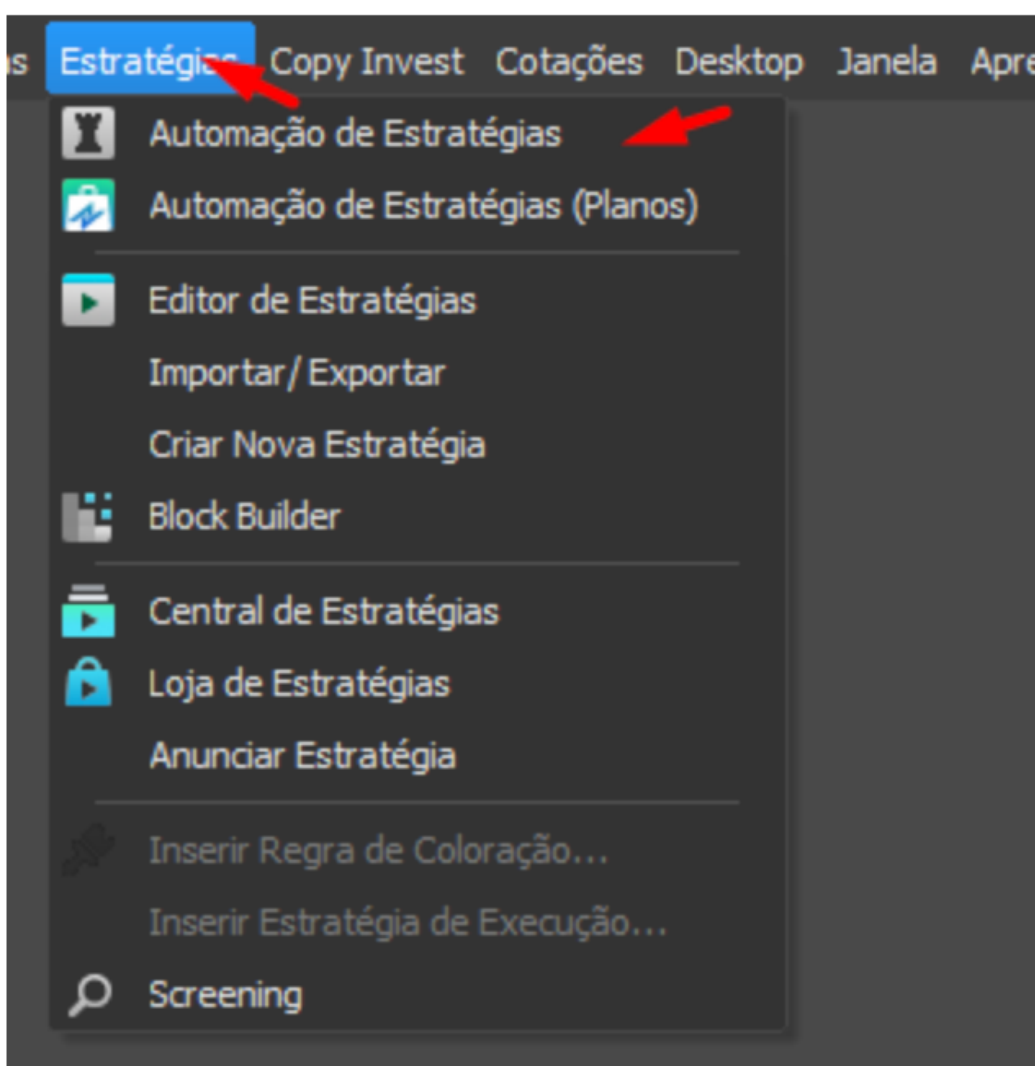 as Estratégias Copy Invest Cotações Desktop Janela Apre
Automação de Estratégias
Automação de Estratégias (Planos)
Editor de Estratégias
Importar/Exportar
Criar Nova Estratégia
Block Builder
Central de Estratégias
Loja de Estratégias
Anunciar Estratégia
Inserir Regra de Coloração...
Inserir Estratégia de Execução...
Screening